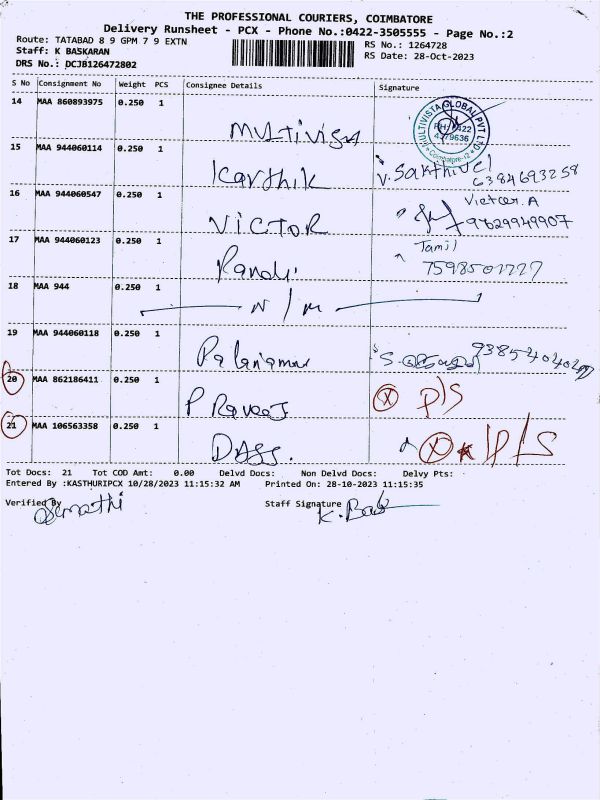 THE PROFESSIONAL COURIERS, COIMBATORE
Delivery Runsheet - PCX - Phone No.:0422-3505555 - Page No.:2
Route: TATABAD 8 9 GPM 7 9 EXTN
RS No.: 1264728
Staff: K BASKARAN
RS Date: 28-Oct-2023
DRS No.: DCJB126472802
S No Consignment No Weight PCS Consignee Details Signature
14 MAA 860893975 0.250 1
MULTIVISTA GLOBAL PVT LTD
Coimbatore-12
15 MAA 944060114 0.250 1
Karthik V. Sakthivel
6384693258
16 MAA 944060547 0.250 1
VICTOR
9629949907
17 MAA 944060123 0.250 1
Tamil
18 MAA 944 0.250 1
N/M
19 MAA 944060118 0.250 1
20 MAA 862186411 0.250 1
P/S
21 MAA 106563358 0.250 1
DASS. P/S
Tot Docs: 21 Tot COD Amt: 0.00 Delvd Docs: Non Delvd Docs: Delvy Pts:
Entered By :KASTHURIPCX 10/28/2023 11:15:32 AM Printed On: 28-10-2023 11:15:35
Verified By Staff Signature